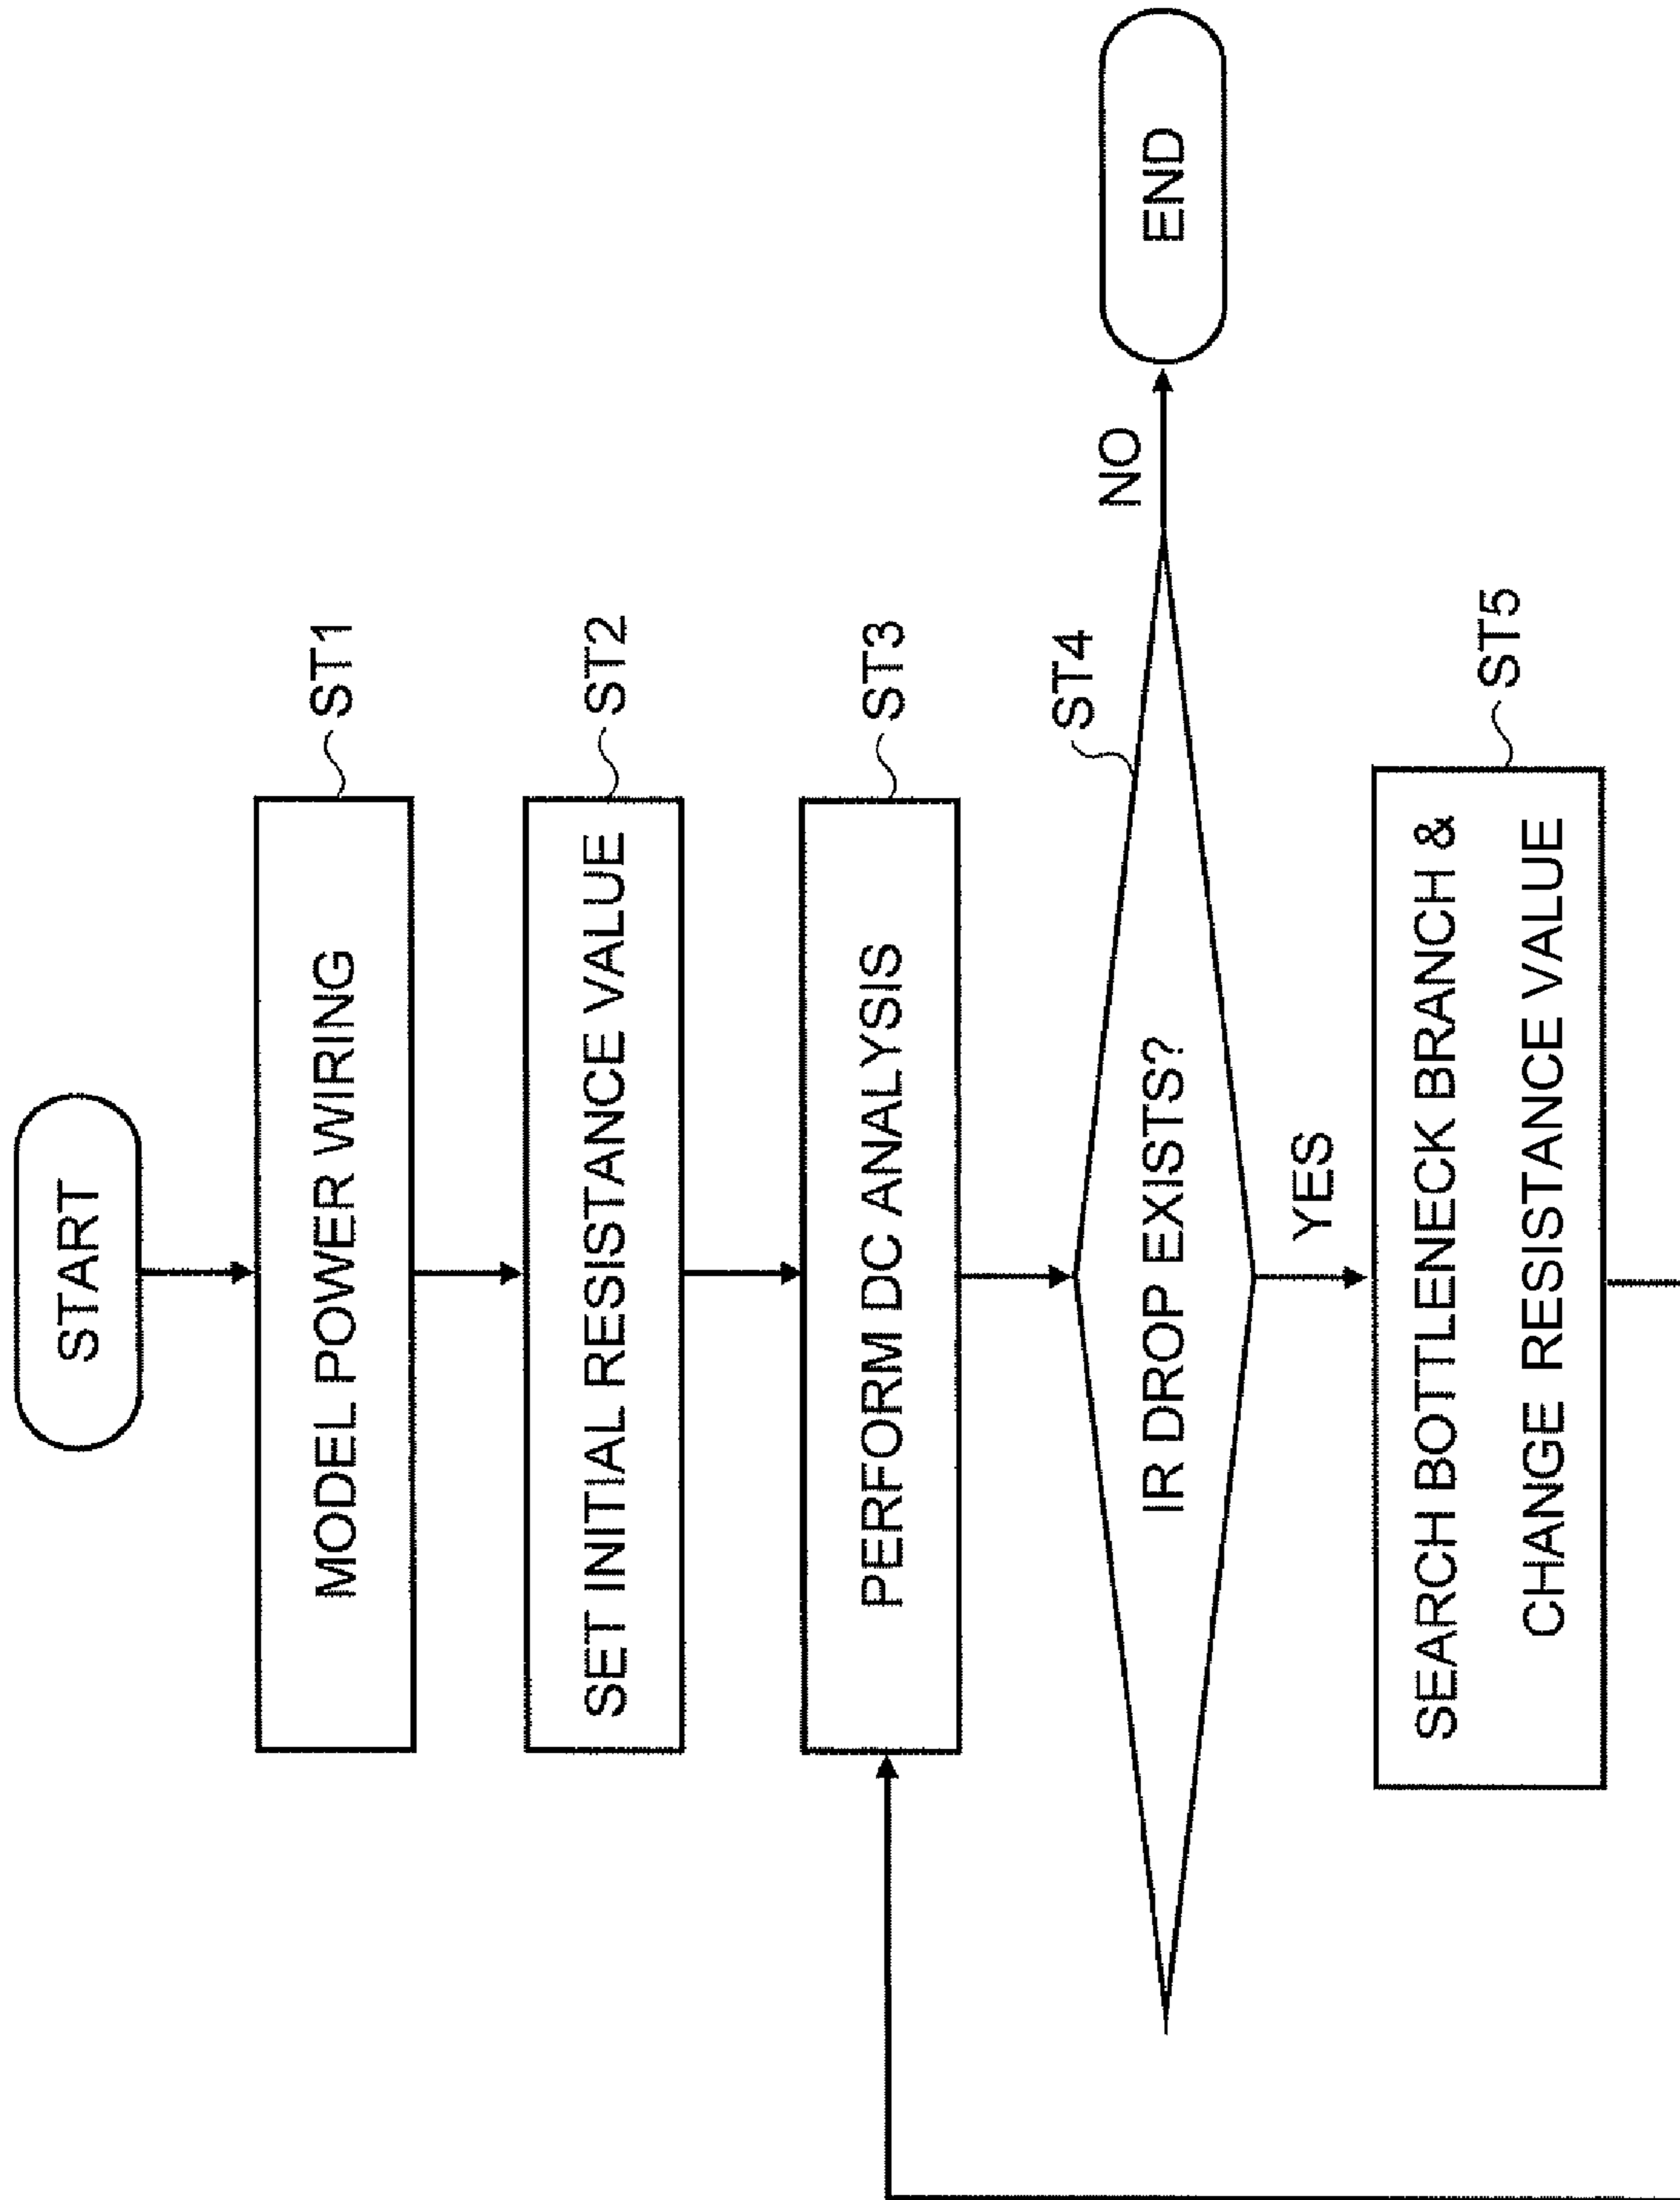 START
MODEL POWER WIRING
ST1
SET INITIAL RESISTANCE VALUE
ST2
PERFORM DC ANALYSIS
ST3
IR DROP EXISTS?
ST4
NO
END
YES
SEARCH BOTTLENECK BRANCH &
CHANGE RESISTANCE VALUE
ST5